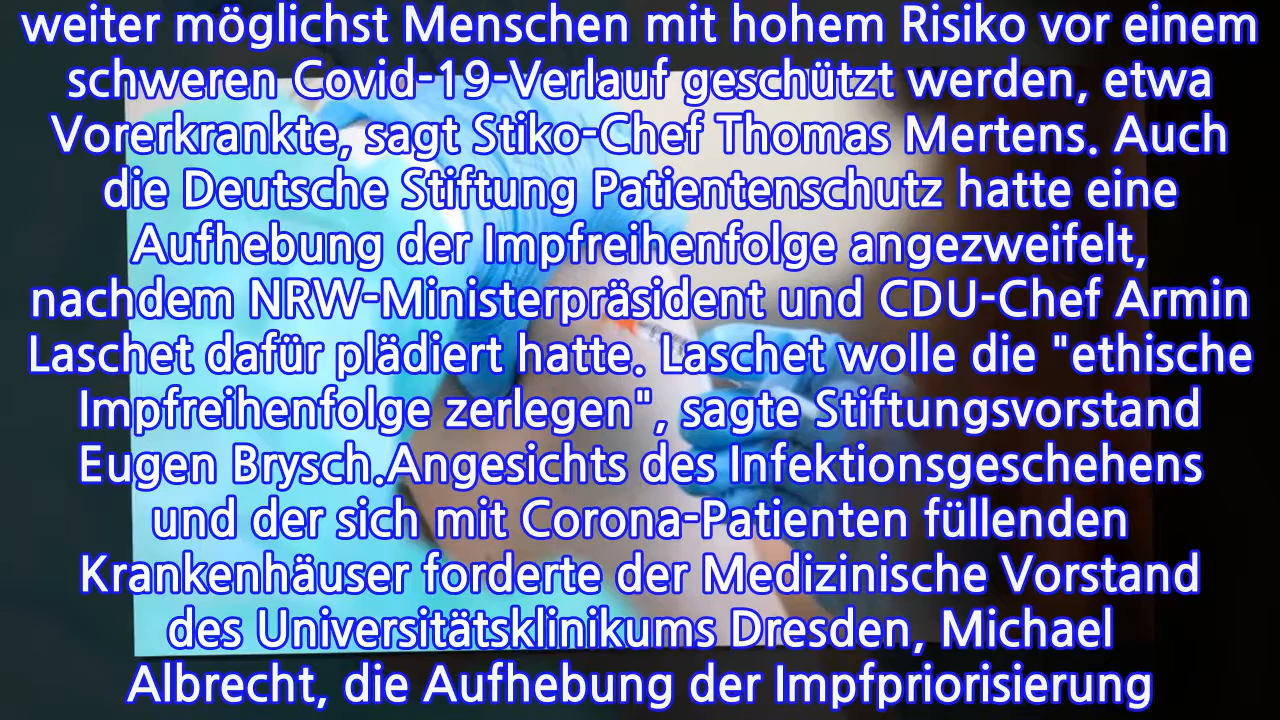 weiter möglichst Menschen mit hohem Risiko vor einem
schweren Covid-19-Verlauf geschützt werden, etwa
Vorerkrankte, sagt Stiko-Chef Thomas Mertens. Auch
die Deutsche Stiftung Patientenschutz hatte eine
Aufhebung der Impfreihenfolge angezweifelt,
nachdem NRW-Ministerpräsident und CDU-Chef Armin
Laschet dafür plädiert hatte. Laschet wolle die "ethische
Impfreihenfolge zerlegen", sagte Stiftungsvorstand
Eugen Brysch.Angesichts des Infektionsgeschehens
und der sich mit Corona-Patienten füllenden
Krankenhäuser forderte der Medizinische Vorstand
des Universitätsklinikums Dresden, Michael
Albrecht, die Aufhebung der Impfpriorisierung